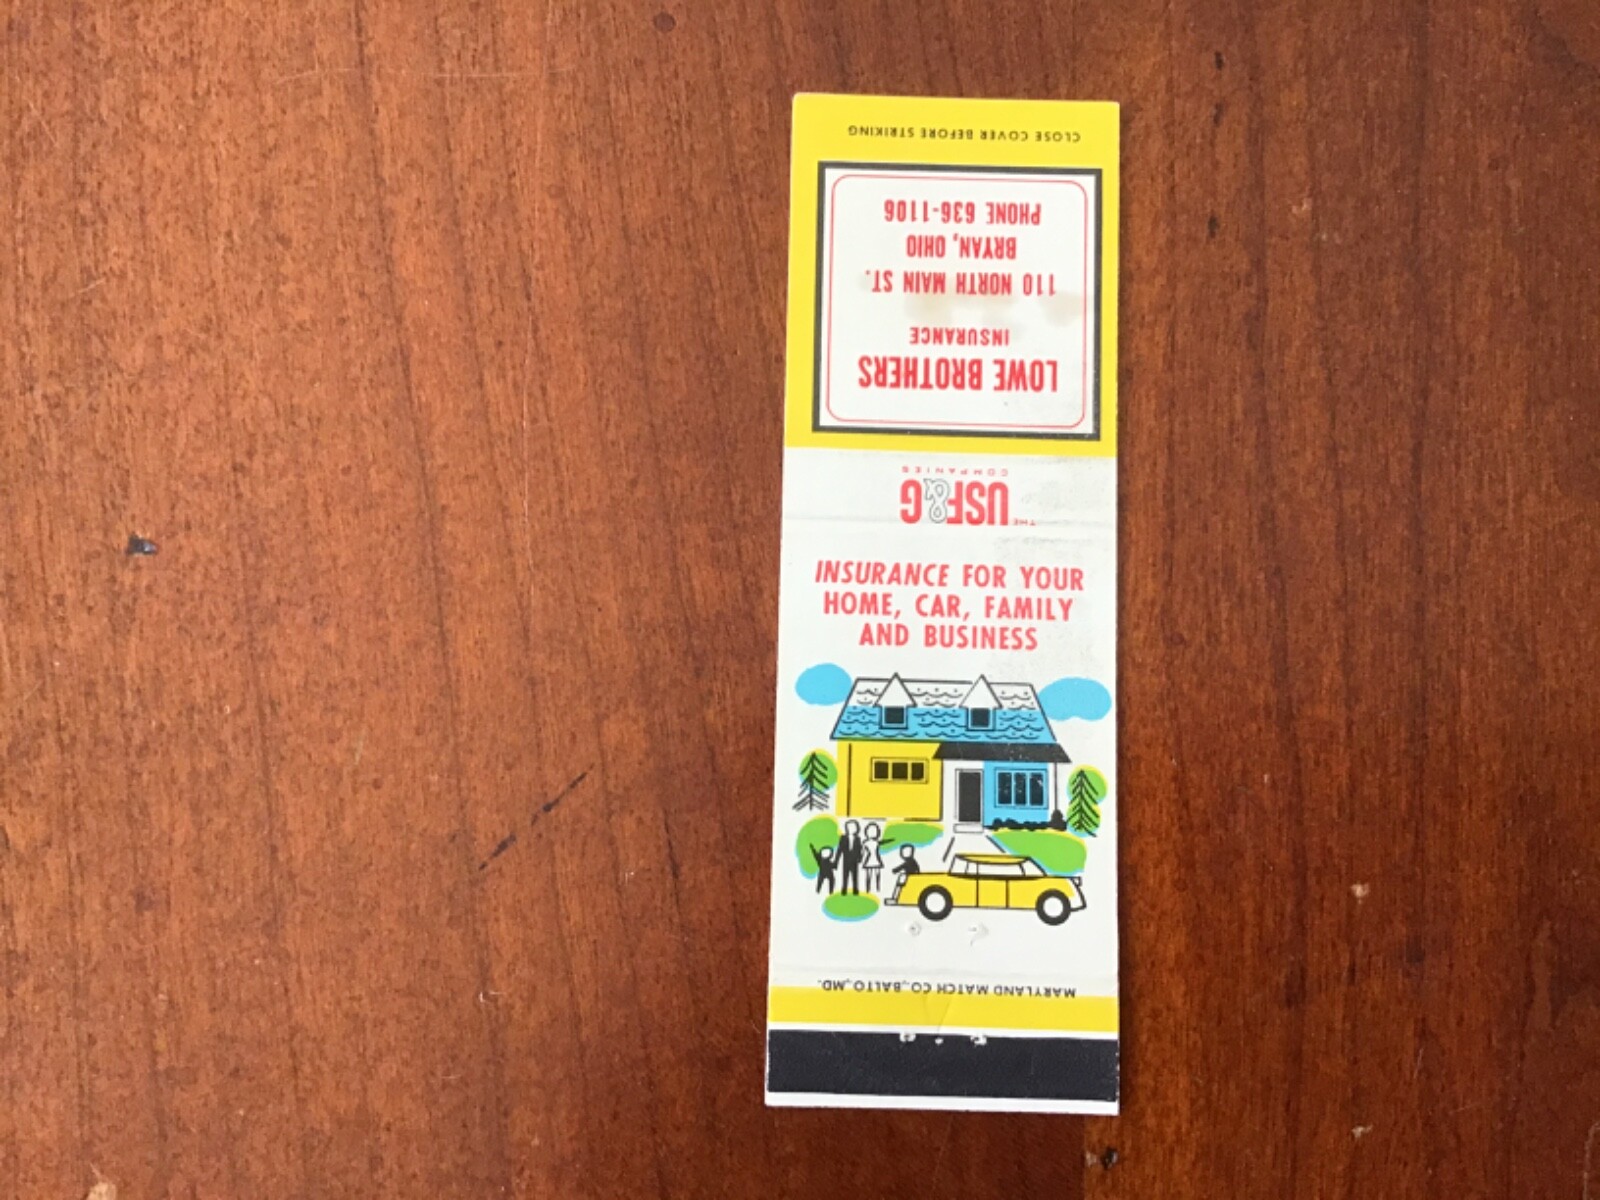 CLOSE COVER BEFORE STRIKING
LOWE BROTHERS
INSURANCE
110 NORTH MAIN ST.
BRYAN, OHIO
PHONE 636-1106
THE USF&G
COMPANIES
INSURANCE FOR YOUR
HOME, CAR, FAMILY
AND BUSINESS
MARYLAND MATCH CO., BALTO., MD.